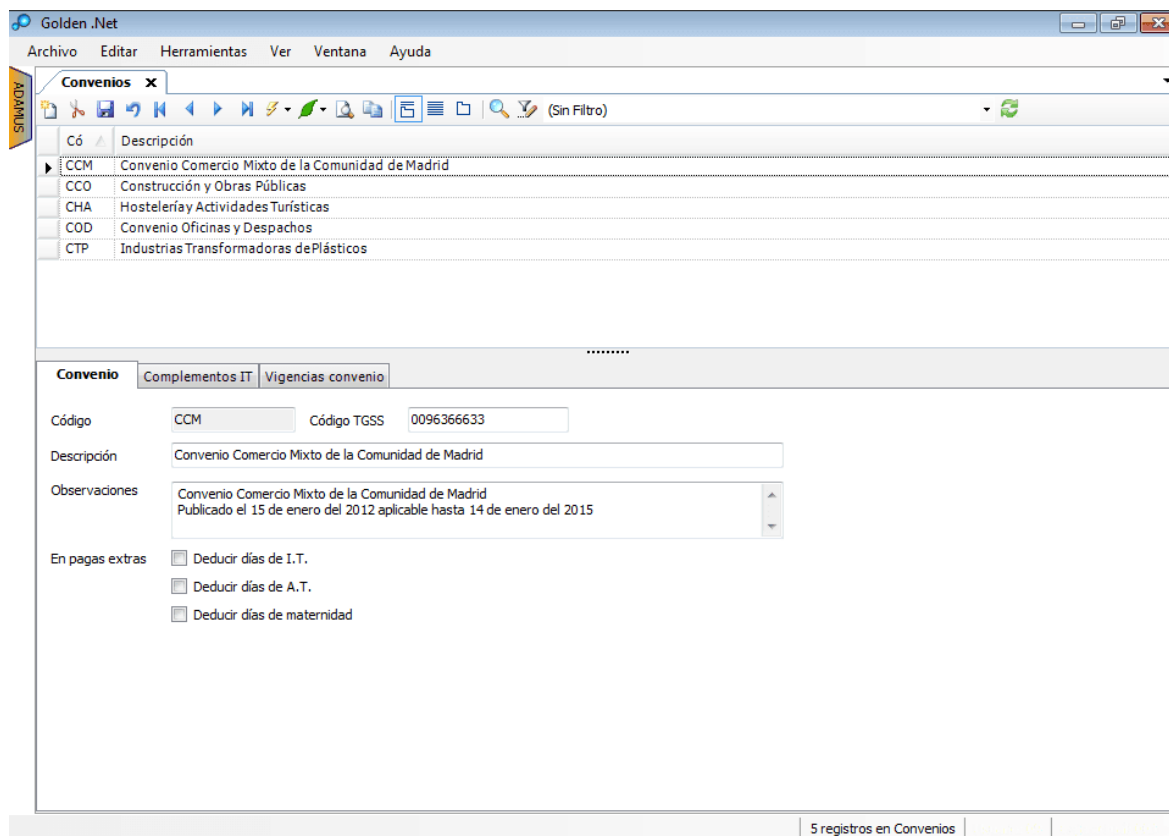 Golden .Net
Archivo Editar Herramientas Ver Ventana Ayuda
ADAMUS
Convenios X
(Sin Filtro)
Có Descripción
CCM Convenio Comercio Mixto de la Comunidad de Madrid
CCO Construcción y Obras Públicas
CHA Hostelería y Actividades Turísticas
COD Convenio Oficinas y Despachos
CTP Industrias Transformadoras de Plásticos
Convenio Complementos IT Vigencias convenio
Código CCM Código TGSS 0096366633
Descripción Convenio Comercio Mixto de la Comunidad de Madrid
Observaciones Convenio Comercio Mixto de la Comunidad de Madrid
Publicado el 15 de enero del 2012 aplicable hasta 14 de enero del 2015
En pagas extras Deducir días de I.T.
Deducir días de A.T.
Deducir días de maternidad
5 registros en Convenios